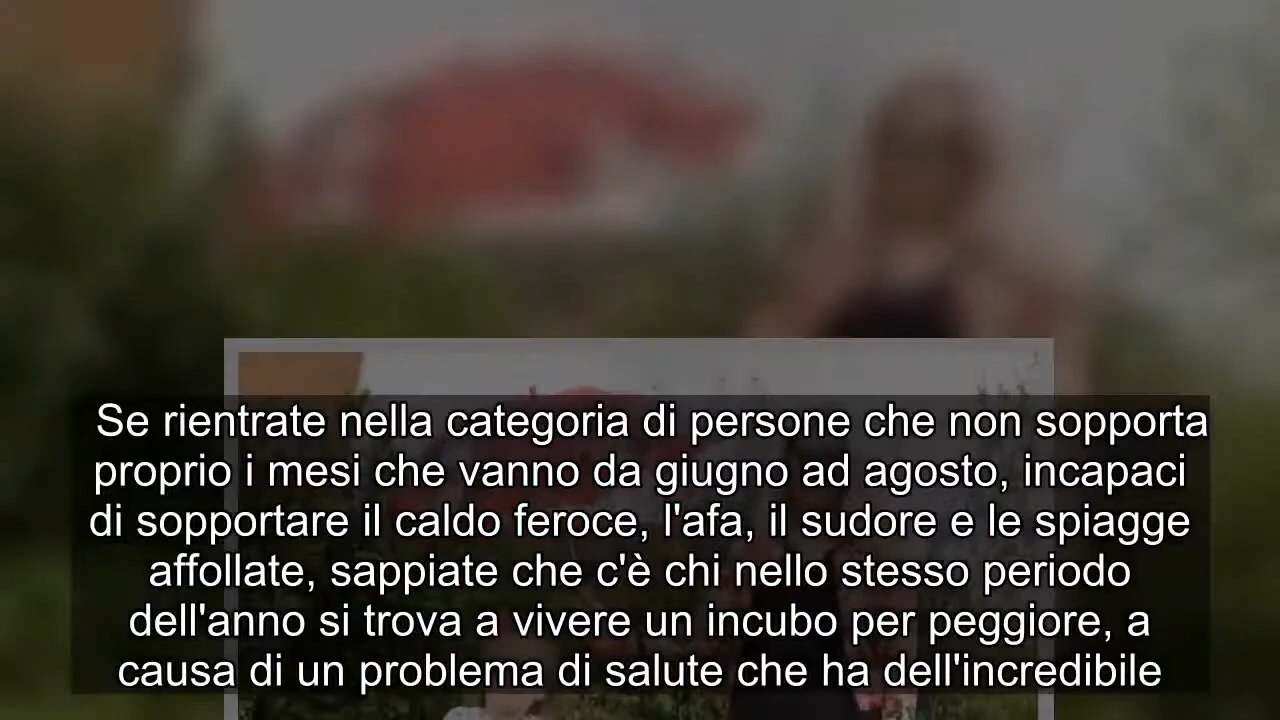 Se rientrate nella categoria di persone che non sopporta
proprio i mesi che vanno da giugno ad agosto, incapaci
di sopportare il caldo feroce, l'afa, il sudore e le spiagge
affollate, sappiate che c'è chi nello stesso periodo
dell'anno si trova a vivere un incubo per peggiore, a
causa di un problema di salute che ha dell'incredibile